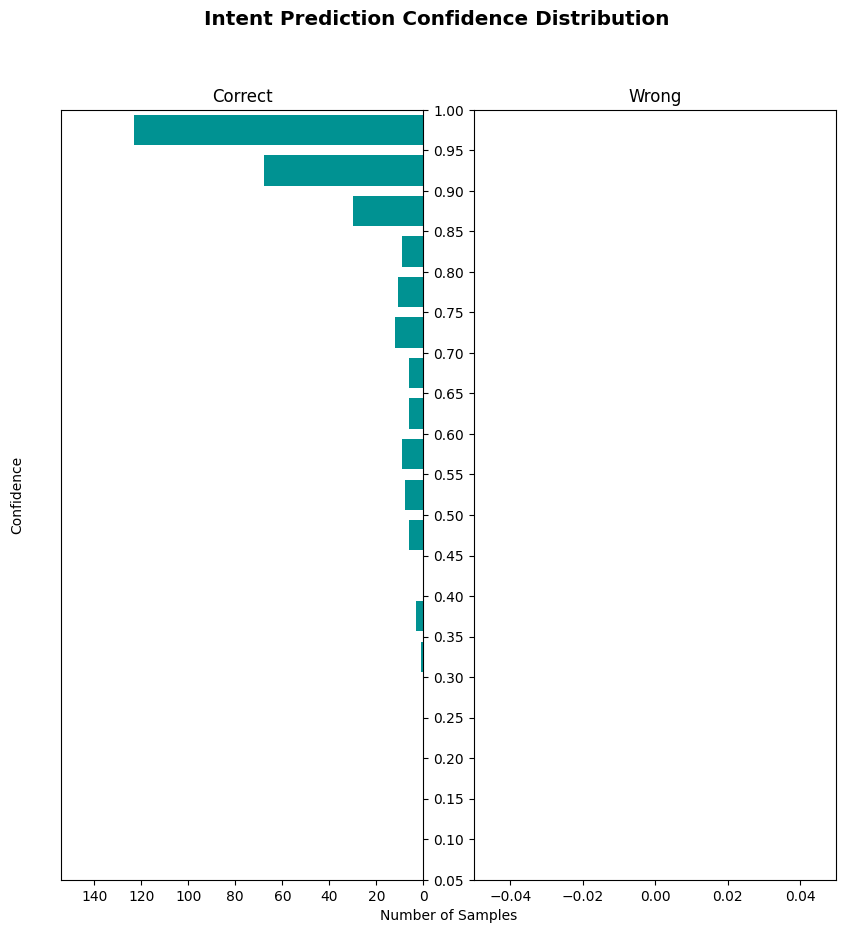 Intent Prediction Confidence Distribution
Correct
Wrong
1.00
0.95
0.90
0.85
0.80
0.75
0.70
0.65
0.60
0.55
0.50
0.45
0.40
0.35
0.30
0.25
0.20
0.15
0.10
0.05
Confidence
140 120 100 80 60 40 20 0
−0.04 −0.02 0.00 0.02 0.04
Number of Samples